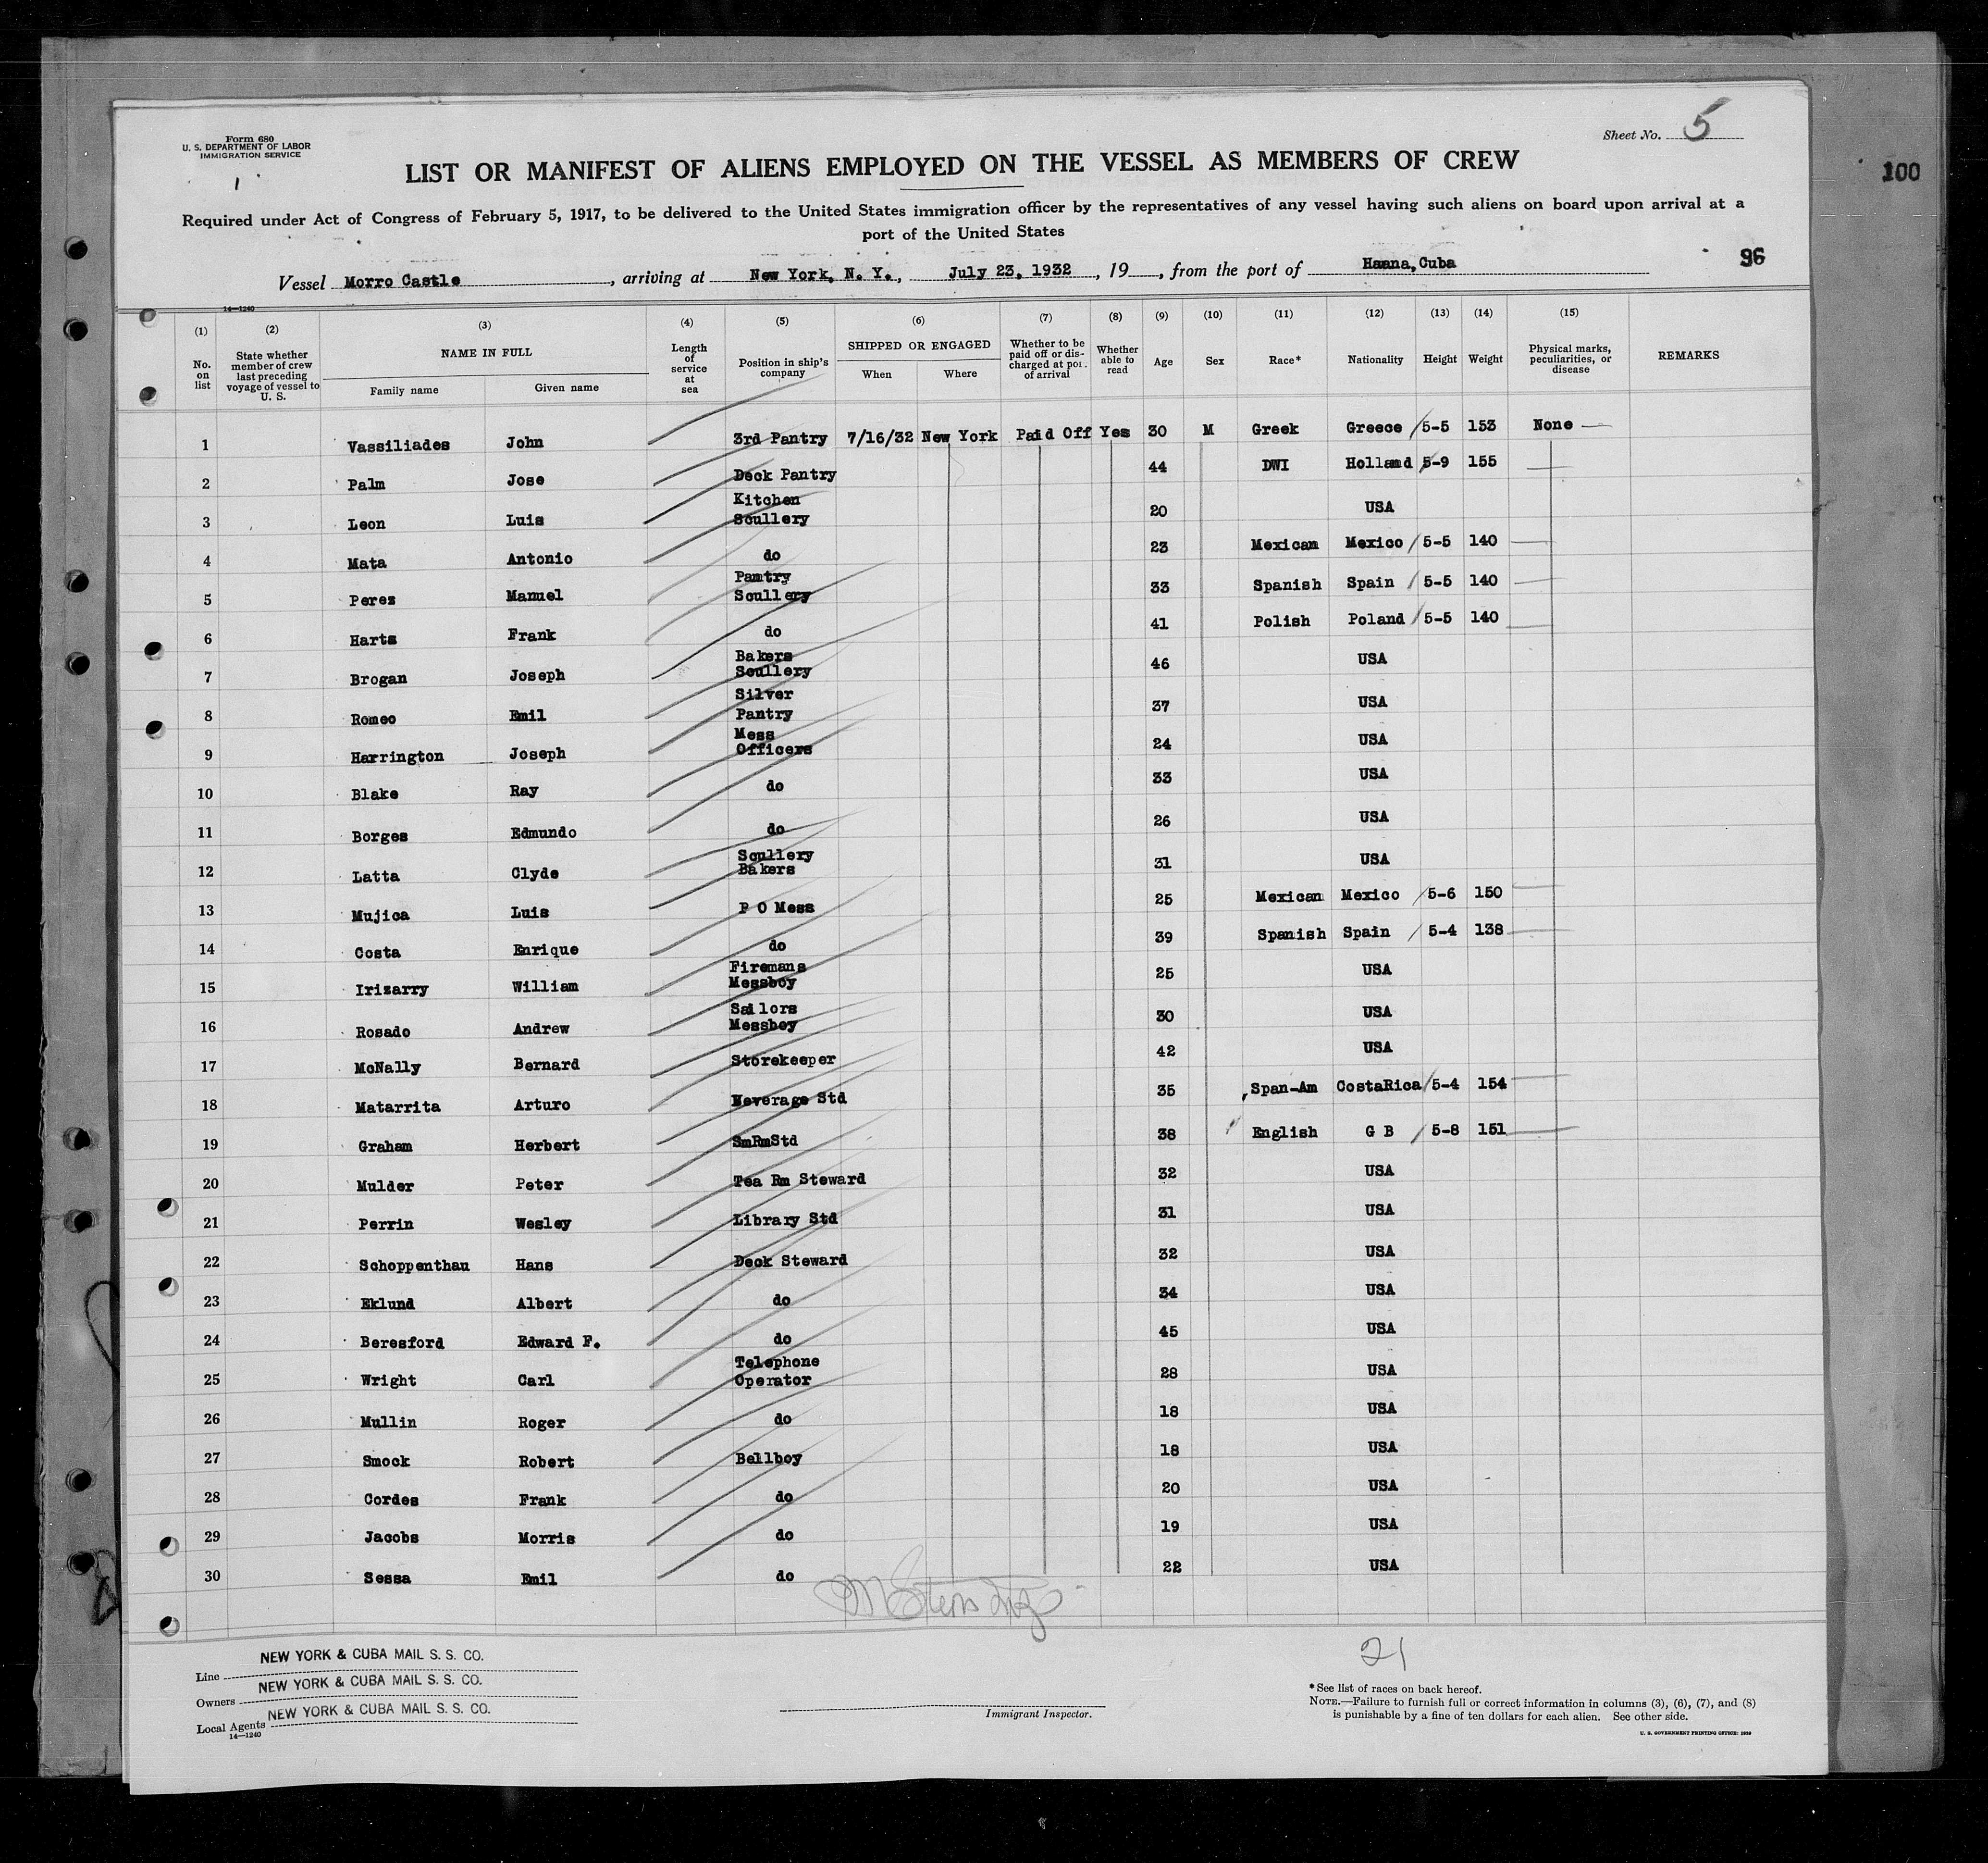 Form 680
U. S. DEPARTMENT OF LABOR
IMMIGRATION SERVICE
1
Sheet No. 5
100
LIST OR MANIFEST OF ALIENS EMPLOYED ON THE VESSEL AS MEMBERS OF CREW
Required under Act of Congress of February 5, 1917, to be delivered to the United States immigration officer by the representatives of any vessel having such aliens on board upon arrival at a
port of the United States
Vessel Morro Castle, arriving at New York, N. Y., July 23, 1932, 19, from the port of Haana, Cuba
96
14—1240
(1) No. on list (2) State whether member of crew last preceding voyage of vessel to U. S. (3) NAME IN FULL Family name Given name (4) Length of service at sea (5) Position in ship's company (6) SHIPPED OR ENGAGED When Where (7) Whether to be paid off or discharged at port of arrival (8) Whether able to read (9) Age (10) Sex (11) Race* (12) Nationality (13) Height (14) Weight (15) Physical marks, peculiarities, or disease REMARKS
1 Vassiliades John 3rd Pantry 7/16/32 New York Paid Off Yes 30 M Greek Greece 5-5 153 None
2 Palm Jose Deck Pantry 44 DWI Holland 5-9 155
3 Leon Luis Kitchen Scullery 20 USA
4 Mata Antonio do 23 Mexican Mexico 5-5 140
5 Perez Manuel Pantry Scullery 33 Spanish Spain 5-5 140
6 Harts Frank do 41 Polish Poland 5-5 140
7 Brogan Joseph Bakers Scullery 46 USA
8 Romeo Emil Silver Pantry 37 USA
9 Harrington Joseph Mess Officers 24 USA
10 Blake Ray do 33 USA
11 Borges Edmundo do 26 USA
12 Latta Clyde Scullery Bakers 31 USA
13 Mujica Luis P O Mess 25 Mexican Mexico 5-6 150
14 Costa Enrique do 39 Spanish Spain 5-4 138
15 Irizarry William Firemans Messboy 25 USA
16 Rosado Andrew Sailors Messboy 30 USA
17 McNally Bernard Storekeeper 42 USA
18 Matarrita Arturo Beverage Std 35 Span-Am CostaRica 5-4 154
19 Graham Herbert SmRmStd 38 English G B 5-8 151
20 Mulder Peter Tea Rm Steward 32 USA
21 Perrin Wesley Library Std 31 USA
22 Schoppenthau Hans Deck Steward 32 USA
23 Eklund Albert do 34 USA
24 Beresford Edward F. do 45 USA
25 Wright Carl Telephone Operator 28 USA
26 Mullin Roger do 18 USA
27 Smock Robert Bellboy 18 USA
28 Cordes Frank do 20 USA
29 Jacobs Morris do 19 USA
30 Sessa Emil do 22 USA
21
Line NEW YORK & CUBA MAIL S. S. CO.
Owners NEW YORK & CUBA MAIL S. S. CO.
Local Agents NEW YORK & CUBA MAIL S. S. CO.
14—1240
Immigrant Inspector.
*See list of races on back hereof.
NOTE.—Failure to furnish full or correct information in columns (3), (6), (7), and (8)
is punishable by a fine of ten dollars for each alien. See other side.